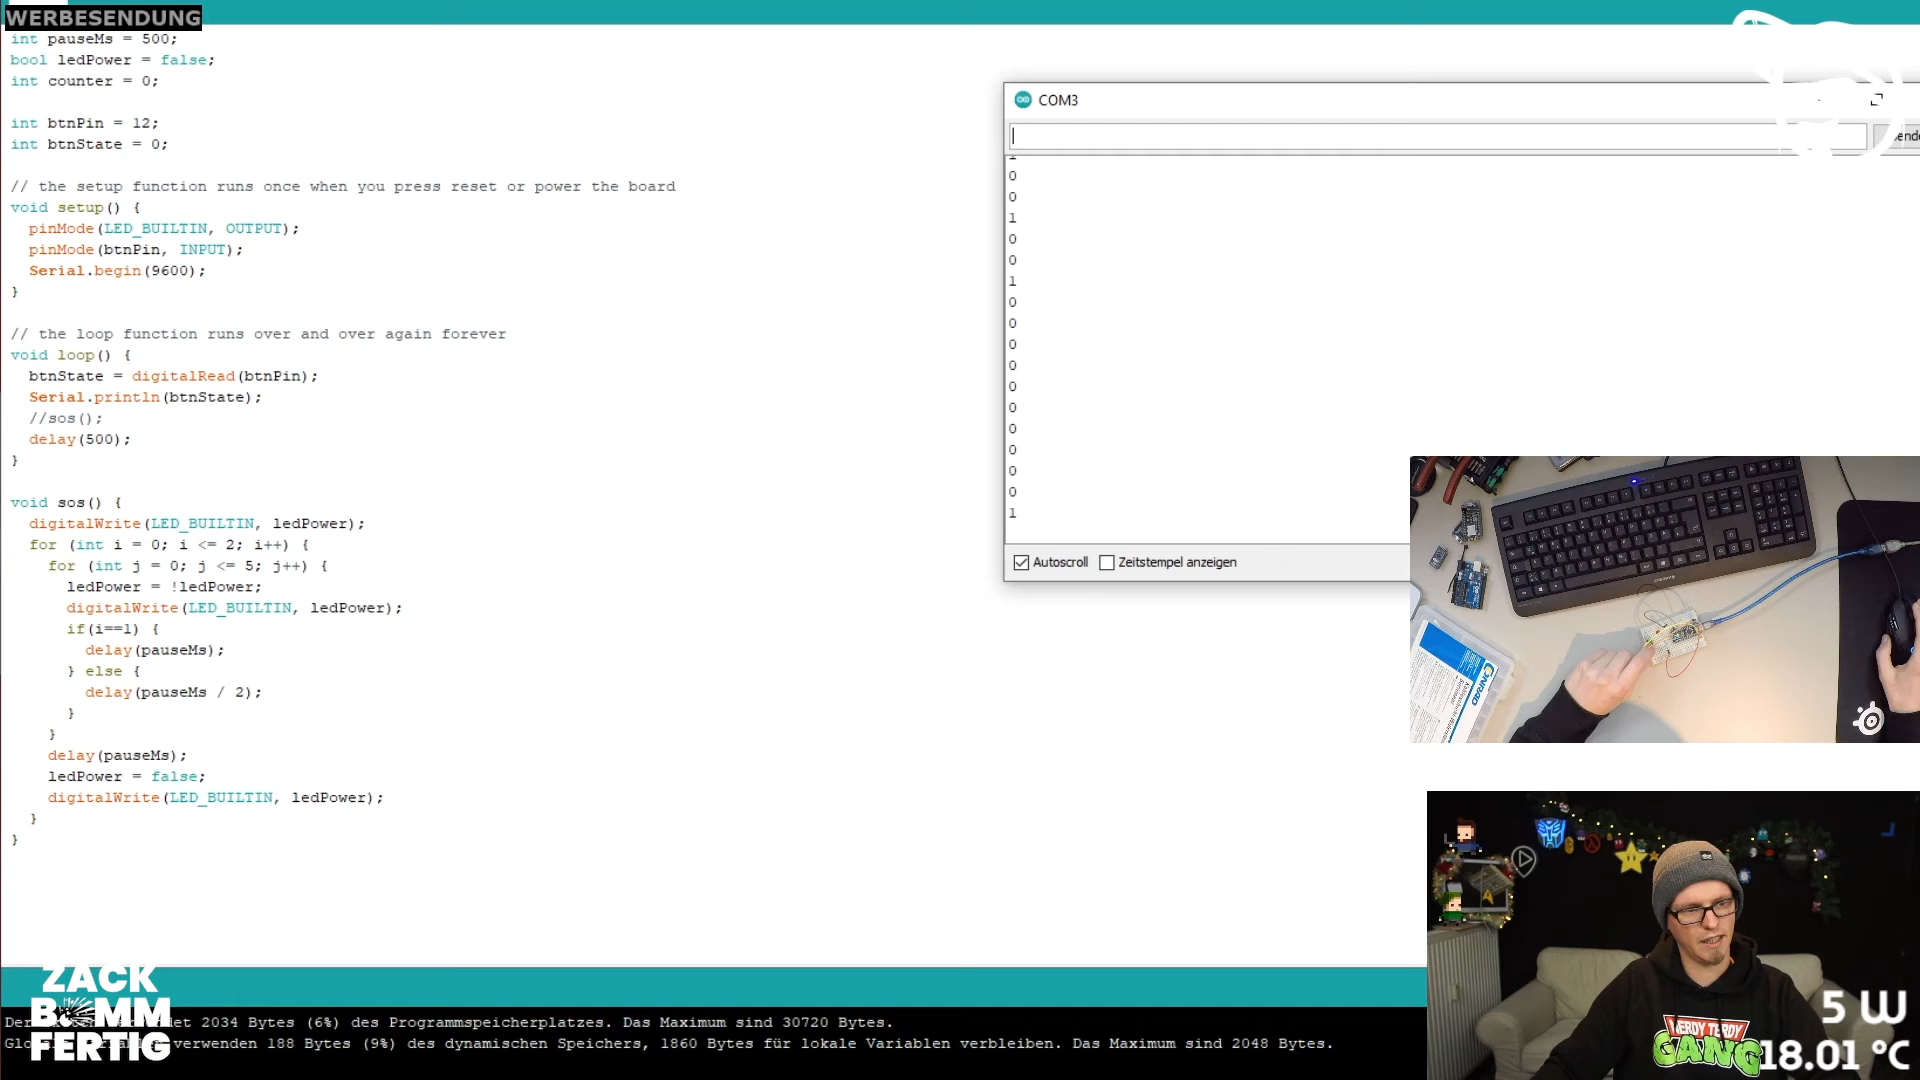 WERBESENDUNG
int pauseMs = 500;
bool ledPower = false;
int counter = 0;
int btnPin = 12;
int btnState = 0;
// the setup function runs once when you press reset or power the board
void setup() {
pinMode(LED_BUILTIN, OUTPUT);
pinMode(btnPin, INPUT);
Serial.begin(9600);
}
// the loop function runs over and over again forever
void loop() {
btnState = digitalRead(btnPin);
Serial.println(btnState);
//sos();
delay(500);
}
void sos() {
digitalWrite(LED_BUILTIN, ledPower);
for (int i = 0; i <= 2; i++) {
for (int j = 0; j <= 5; j++) {
ledPower = !ledPower;
digitalWrite(LED_BUILTIN, ledPower);
if(i==1) {
delay(pauseMs);
} else {
delay(pauseMs / 2);
}
}
delay(pauseMs);
ledPower = false;
digitalWrite(LED_BUILTIN, ledPower);
}
}
COM3
1
0
0
1
0
0
1
0
0
0
0
0
0
0
0
0
0
1
Autoscroll
Zeitstempel anzeigen
CONRAD
NERDY TERDY
GANG
5 W
18.01 °C
ZACK
BOMM
FERTIG
2034 Bytes (6%) des Programmspeicherplatzes. Das Maximum sind 30720 Bytes.
verwenden 188 Bytes (9%) des dynamischen Speichers, 1860 Bytes für lokale Variablen verbleiben. Das Maximum sind 2048 Bytes.